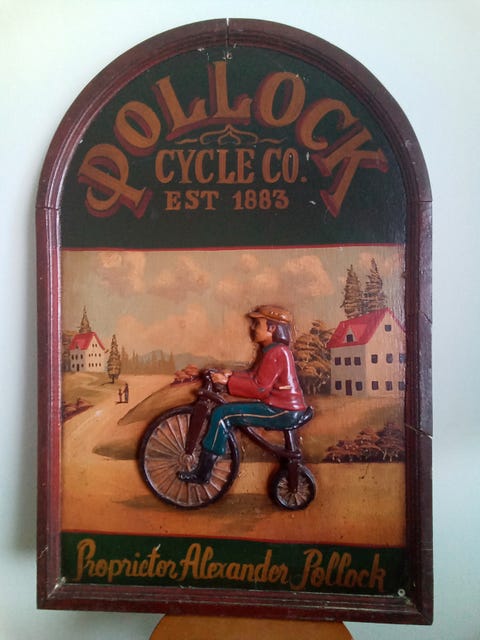 POLLOCK
CYCLE CO.
EST 1883
Proprietor Alexander Pollock